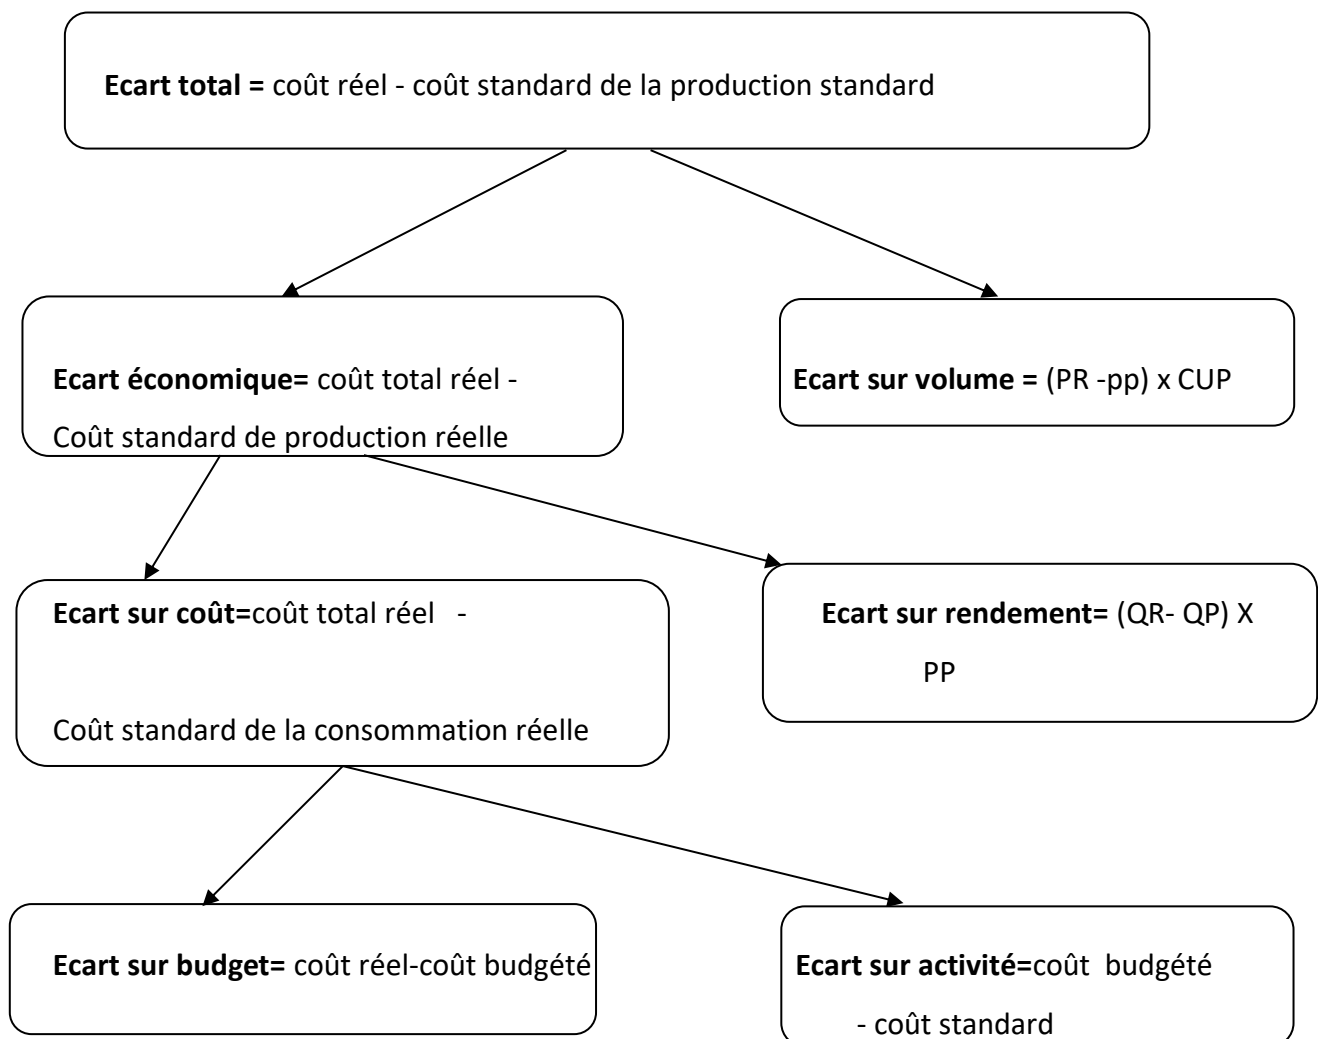 Ecart total = coût réel - coût standard de la production standard
Ecart économique= coût total réel -
Coût standard de production réelle
Ecart sur volume = (PR -pp) x CUP
Ecart sur coût=coût total réel -
Coût standard de la consommation réelle
Ecart sur rendement= (QR- QP) X
PP
Ecart sur budget= coût réel-coût budgété
Ecart sur activité=coût budgété
- coût standard